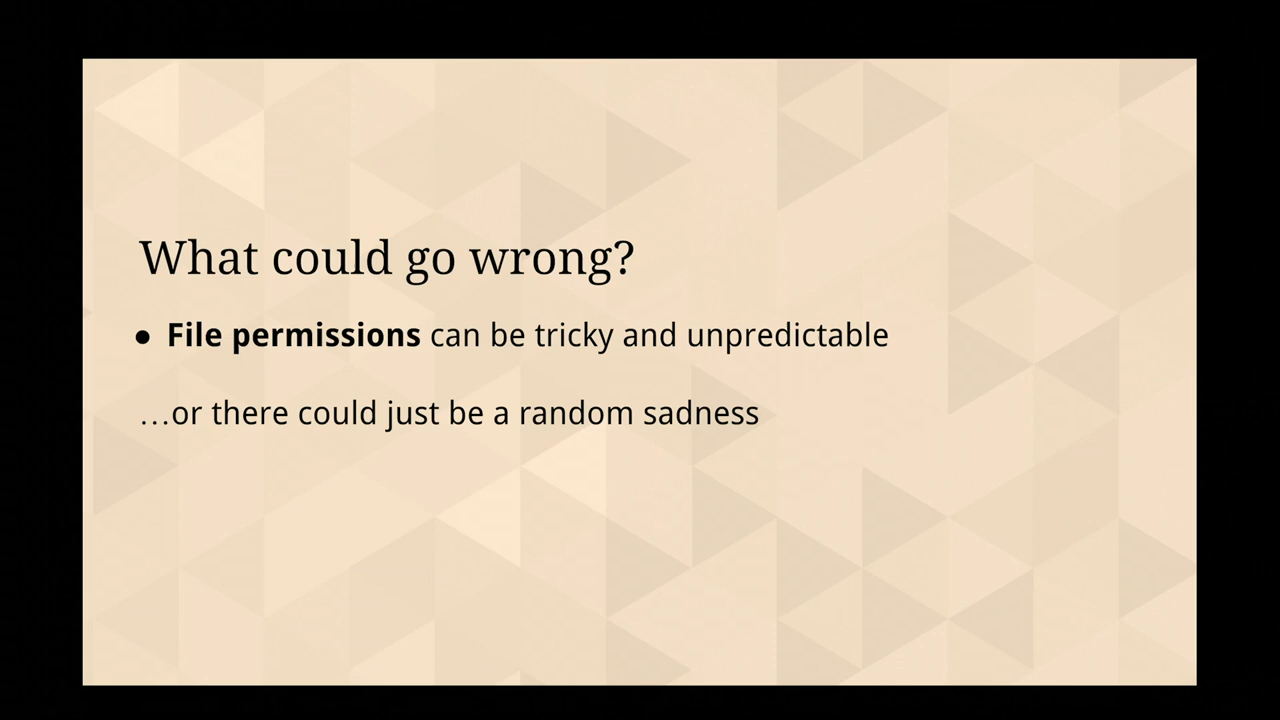 What could go wrong?
● File permissions can be tricky and unpredictable
…or there could just be a random sadness